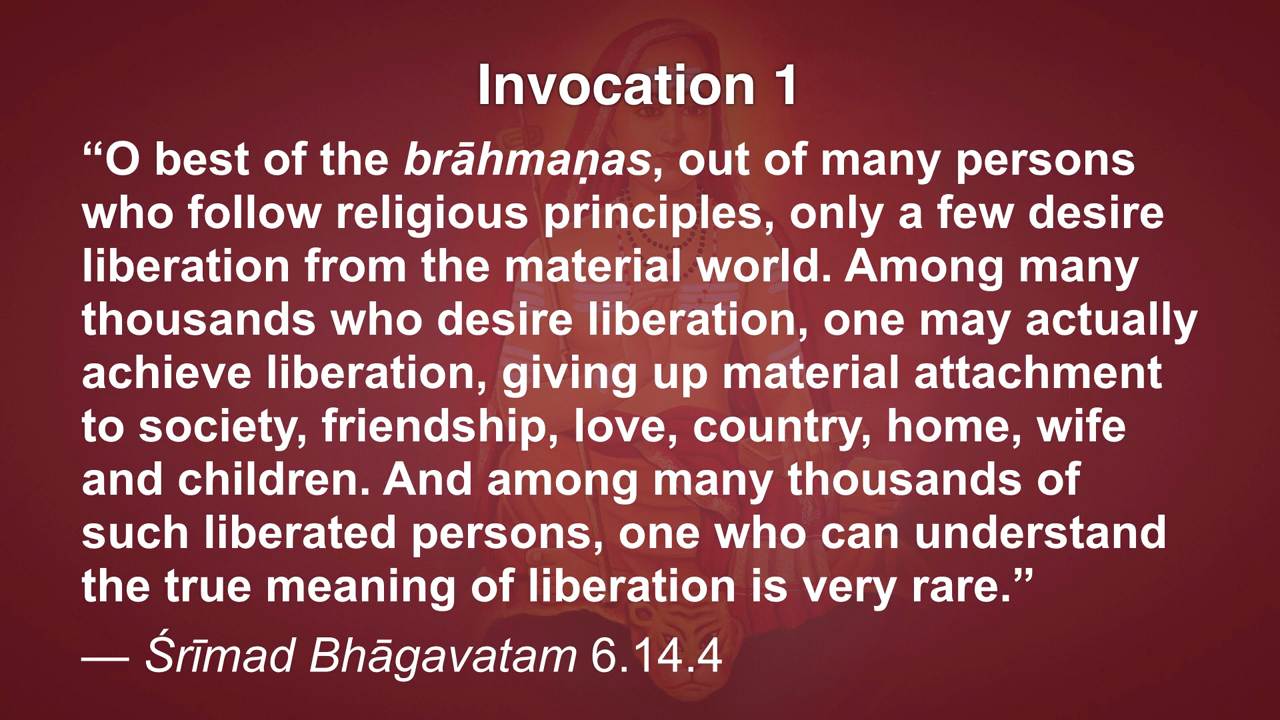 Invocation 1
“O best of the brāhmaṇas, out of many persons
who follow religious principles, only a few desire
liberation from the material world. Among many
thousands who desire liberation, one may actually
achieve liberation, giving up material attachment
to society, friendship, love, country, home, wife
and children. And among many thousands of
such liberated persons, one who can understand
the true meaning of liberation is very rare.”
— Śrīmad Bhāgavatam 6.14.4